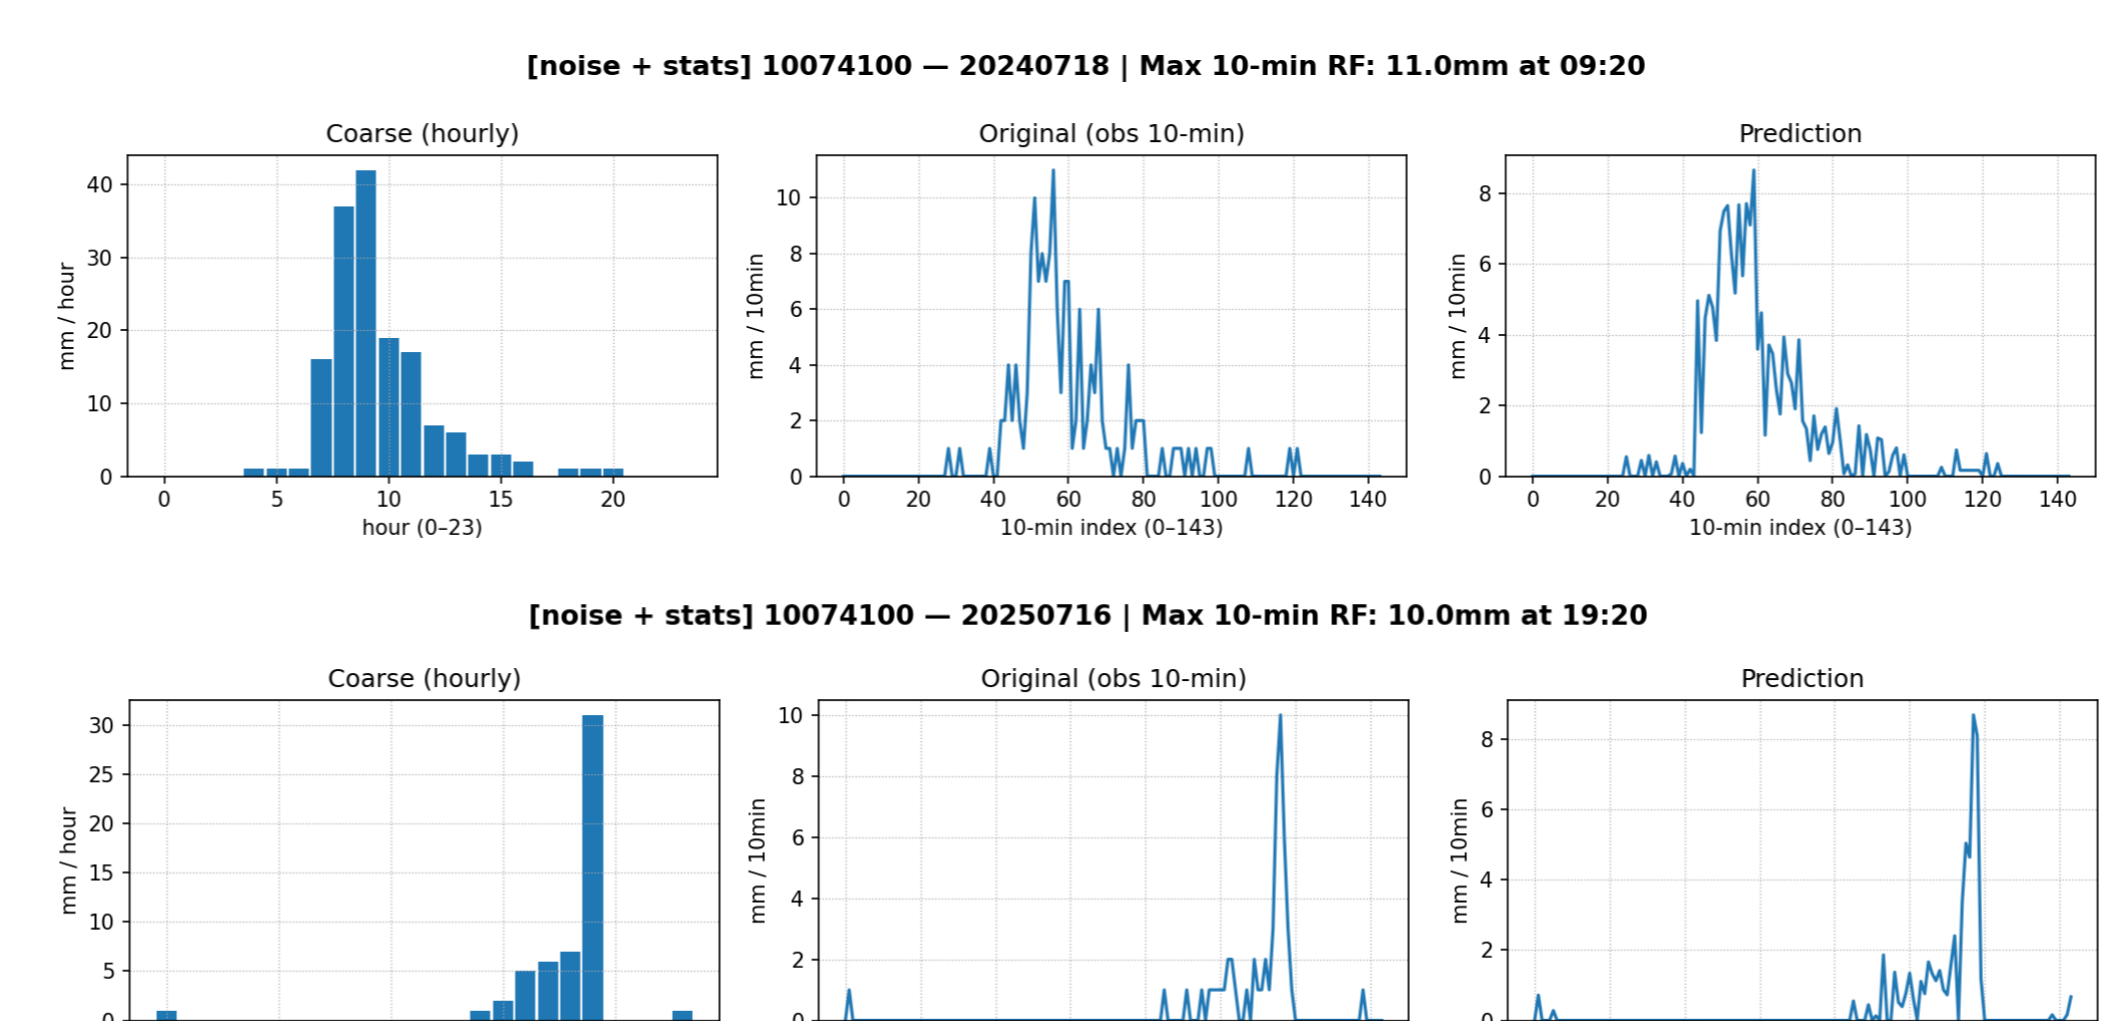 [noise + stats] 10074100 — 20240718 | Max 10-min RF: 11.0mm at 09:20
Coarse (hourly)
mm / hour
40
30
20
10
0
0 5 10 15 20
hour (0–23)
Original (obs 10-min)
mm / 10min
10
8
6
4
2
0
0 20 40 60 80 100 120 140
10-min index (0–143)
Prediction
mm / 10min
8
6
4
2
0
0 20 40 60 80 100 120 140
10-min index (0–143)
[noise + stats] 10074100 — 20250716 | Max 10-min RF: 10.0mm at 19:20
Coarse (hourly)
mm / hour
30
25
20
15
10
5
0
Original (obs 10-min)
mm / 10min
10
8
6
4
2
0
Prediction
mm / 10min
8
6
4
2
0